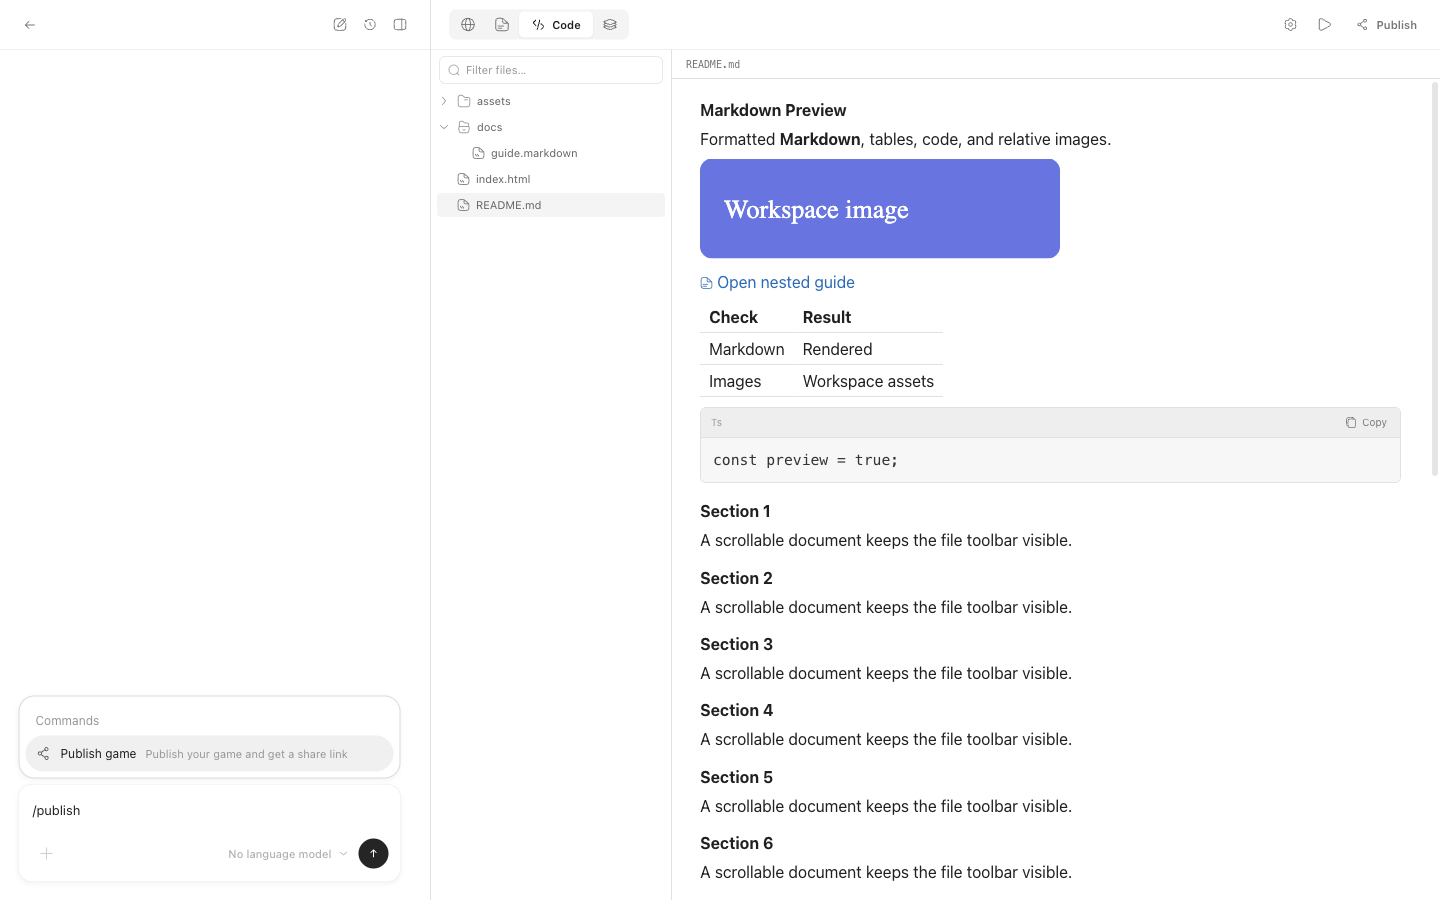 Code
Publish
Filter files...
assets
docs
guide.markdown
index.html
README.md
README.md
Markdown Preview
Formatted Markdown, tables, code, and relative images.
Workspace image
Open nested guide
Check Result
Markdown Rendered
Images Workspace assets
Ts
Copy
const preview = true;
Section 1
A scrollable document keeps the file toolbar visible.
Section 2
A scrollable document keeps the file toolbar visible.
Section 3
A scrollable document keeps the file toolbar visible.
Section 4
A scrollable document keeps the file toolbar visible.
Section 5
A scrollable document keeps the file toolbar visible.
Section 6
A scrollable document keeps the file toolbar visible.
Commands
Publish game Publish your game and get a share link
/publish
No language model